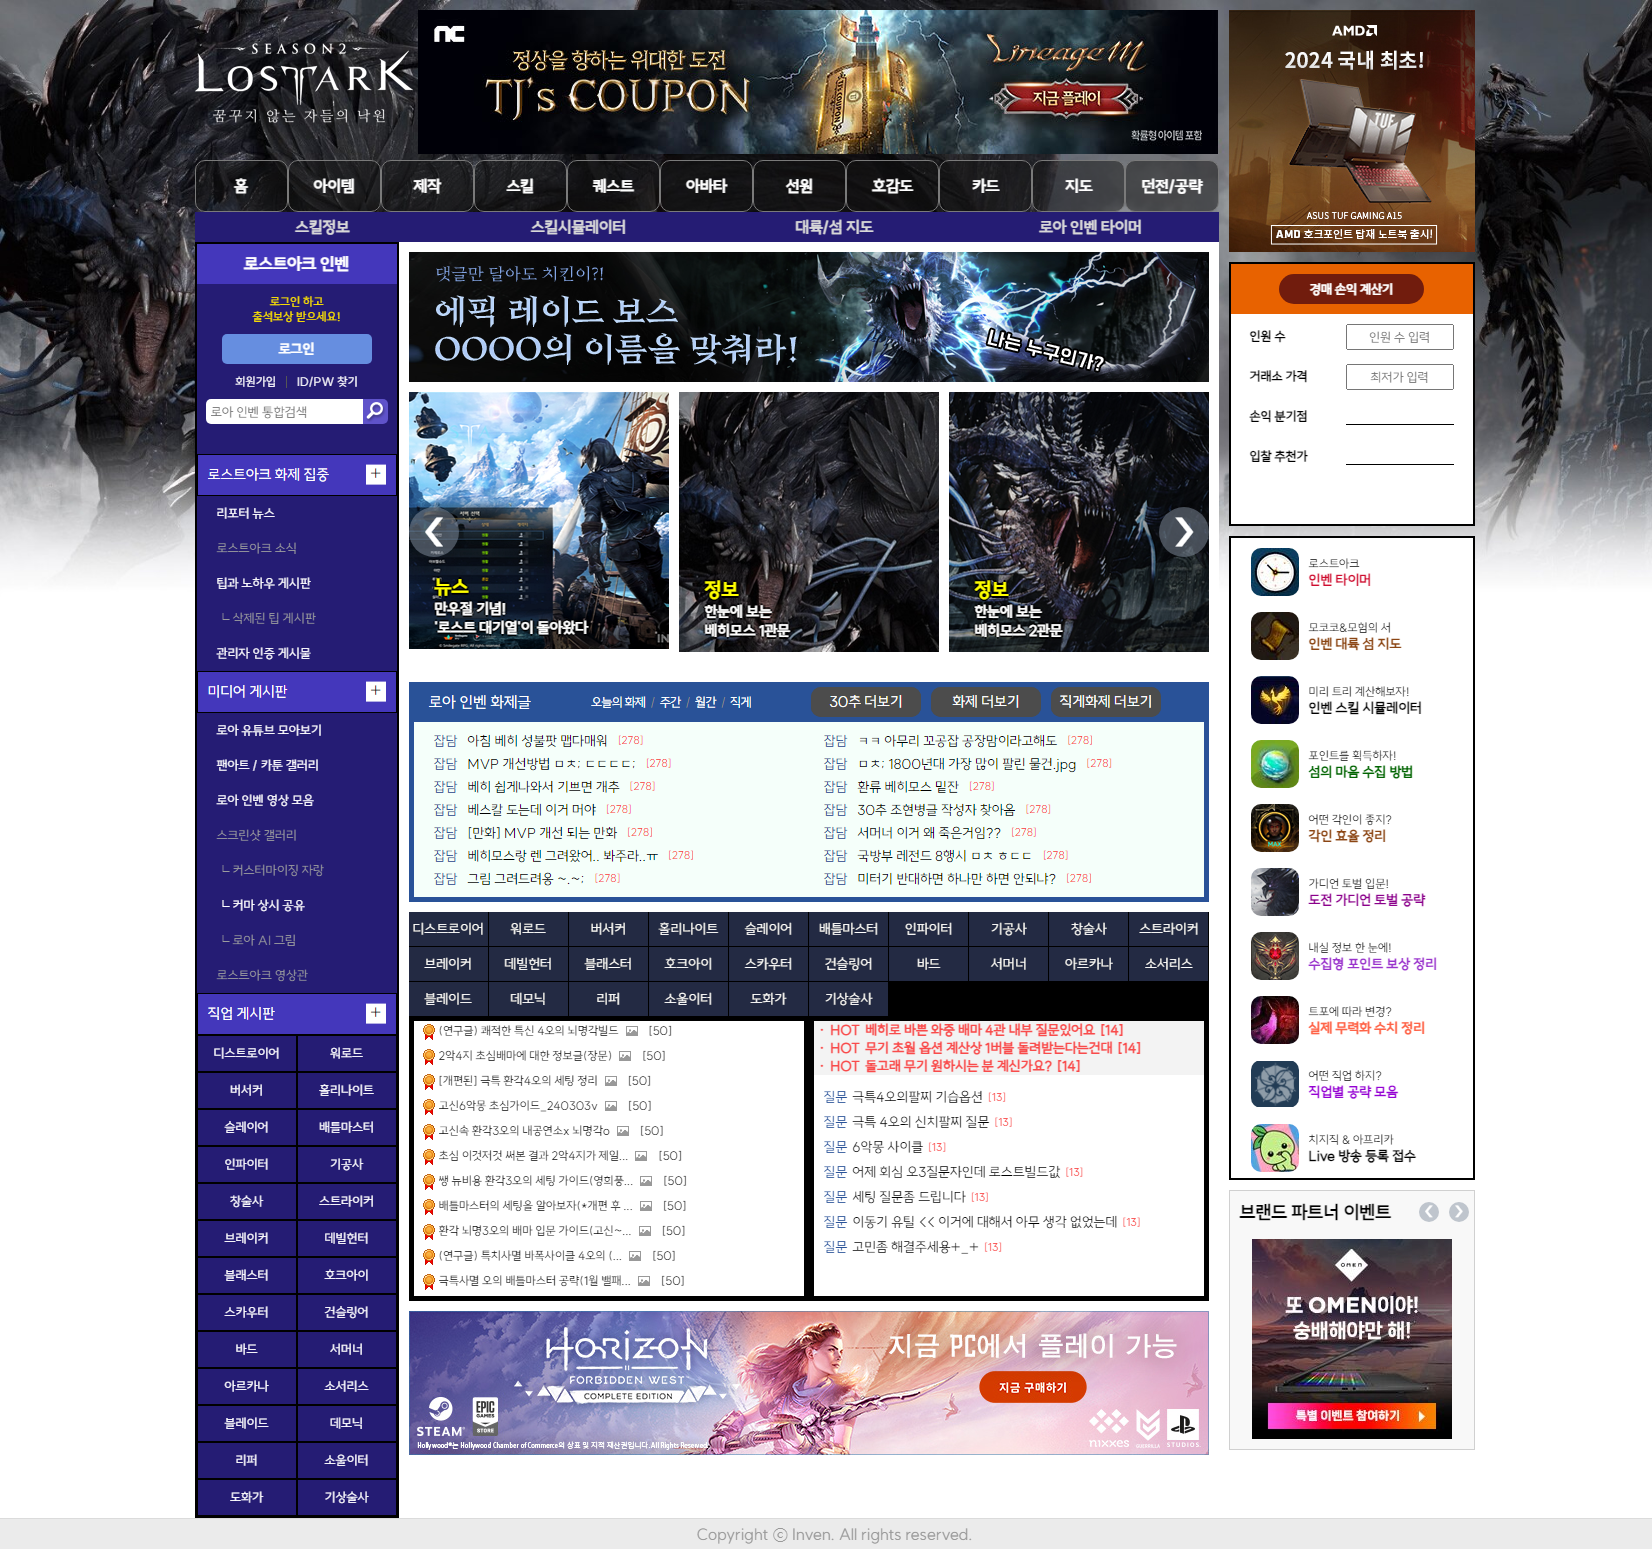 SEASON2
LOSTARK
꿈꾸지 않는 자들의 낙원
nc
정상을 향하는 위대한 도전
TJ's COUPON
Lineage M
지금 플레이
확률형 아이템 포함
AMD
2024 국내 최초!
TUF
ASUS TUF GAMING A15
AMD 호크포인트 탑재 노트북 출시!
홈 아이템 제작 스킬 퀘스트 아바타 선원 호감도 카드 지도 던전/공략
스킬정보 스킬시뮬레이터 대륙/섬 지도 로아 인벤 타이머
로스트아크 인벤
로그인 하고
출석보상 받으세요!
로그인
회원가입 | ID/PW 찾기
로아 인벤 통합검색
로스트아크 화제 집중 +
리포터 뉴스
로스트아크 소식
팁과 노하우 게시판
ㄴ 삭제된 팁 게시판
관리자 인증 게시물
미디어 게시판 +
로아 유튜브 모아보기
팬아트 / 카툰 갤러리
로아 인벤 영상 모음
스크린샷 갤러리
ㄴ 커스터마이징 자랑
ㄴ 커마 상시 공유
ㄴ 로아 AI 그림
로스트아크 영상관
직업 게시판 +
디스트로이어 워로드
버서커 홀리나이트
슬레이어 배틀마스터
인파이터 기공사
창술사 스트라이커
브레이커 데빌헌터
블래스터 호크아이
스카우터 건슬링어
바드 서머너
아르카나 소서리스
블레이드 데모닉
리퍼 소울이터
도화가 기상술사
댓글만 달아도 치킨이?!
에픽 레이드 보스
OOOO의 이름을 맞춰라!
나는 누구인가?
뉴스
만우절 기념!
'로스트 대기열'이 돌아왔다
정보
한눈에 보는
베히모스 1관문
정보
한눈에 보는
베히모스 2관문
로아 인벤 화제글
오늘의 화제 / 주간 / 월간 / 직게
30추 더보기 화제 더보기 직게화제 더보기
잡담 아침 베히 성불팟 맵다매워 [278]
잡담 MVP 개선방법 ㅁㅊ; ㄷㄷㄷㄷ; [278]
잡담 베히 쉽게나와서 기쁘면 개추 [278]
잡담 베스칼 도는데 이거 머야 [278]
잡담 [만화] MVP 개선 되는 만화 [278]
잡담 베히모스랑 렌 그려왔어.. 봐주라..ㅠ [278]
잡담 그림 그려드려옹 ~.~; [278]
잡담 ㅋㅋ 아무리 꼬공잡 공장맘이라고해도 [278]
잡담 ㅁㅊ; 1800년대 가장 많이 팔린 물건.jpg [278]
잡담 환류 베히모스 밑잔 [278]
잡담 30추 조현병글 작성자 찾아옴 [278]
잡담 서머너 이거 왜 죽은거임?? [278]
잡담 국방부 레전드 8행시 ㅁㅊ ㅎㄷㄷ [278]
잡담 미터기 반대하면 하나만 하면 안되냐? [278]
디스트로이어 워로드 버서커 홀리나이트 슬레이어 배틀마스터 인파이터 기공사 창술사 스트라이커
브레이커 데빌헌터 블래스터 호크아이 스카우터 건슬링어 바드 서머너 아르카나 소서리스
블레이드 데모닉 리퍼 소울이터 도화가 기상술사
(연구글) 쾌적한 특신 4오의 뇌명각빌드 [50]
2악4지 초심배마에 대한 정보글(장문) [50]
[개편된] 극특 환각4오의 세팅 정리 [50]
고신6악몽 초심가이드_240303v [50]
고신속 환각3오의 내공연소x 뇌명각o [50]
초심 이것저것 써본 결과 2악4지가 제일... [50]
쌩 뉴비용 환각3오의 세팅 가이드(영희풍... [50]
배틀마스터의 세팅을 알아보자(*개편 후 ... [50]
환각 뇌명3오의 배마 입문 가이드(고신~... [50]
(연구글) 특치사멸 바폭사이클 4오의 (... [50]
극특사멸 오의 배틀마스터 공략(1월 밸패... [50]
· HOT 베히로 바쁜 와중 배마 4관 내부 질문있어요 [14]
· HOT 무기 초월 옵션 계산상 1버블 돌려받는다는건대 [14]
· HOT 돌고래 무기 원하시는 분 계신가요? [14]
질문 극특4오의팔찌 기습옵션 [13]
질문 극특 4오의 신치팔찌 질문 [13]
질문 6악몽 사이클 [13]
질문 어제 회심 오3질문자인데 로스트빌드값 [13]
질문 세팅 질문좀 드립니다 [13]
질문 이동기 유틸 << 이거에 대해서 아무 생각 없었는데 [13]
질문 고민좀 해결주세용+_+ [13]
HORIZON
FORBIDDEN WEST
COMPLETE EDITION
STEAM
EPIC GAMES STORE
Hollywood®는 Hollywood Chamber of Commerce의 상표 및 지적 재산권입니다. All Rights Reserved.
지금 PC에서 플레이 가능
지금 구매하기
nixxes
GUERRILLA
STUDIOS
경매 손익 계산기
인원 수 인원 수 입력
거래소 가격 최저가 입력
손익 분기점
입찰 추천가
로스트아크
인벤 타이머
모코코&모험의 서
인벤 대륙 섬 지도
미리 트리 계산해보자!
인벤 스킬 시뮬레이터
포인트를 획득하자!
섬의 마음 수집 방법
어떤 각인이 좋지?
각인 효율 정리
MAX
가디언 토벌 입문!
도전 가디언 토벌 공략
내실 정보 한 눈에!
수집형 포인트 보상 정리
트포에 따라 변경?
실제 무력화 수치 정리
어떤 직업 하지?
직업별 공략 모음
치지직 & 아프리카
Live 방송 등록 접수
브랜드 파트너 이벤트
OMEN
또 OMEN이야!
숭배해야만 해!
특별 이벤트 참여하기
Copyright ⓒ Inven. All rights reserved.